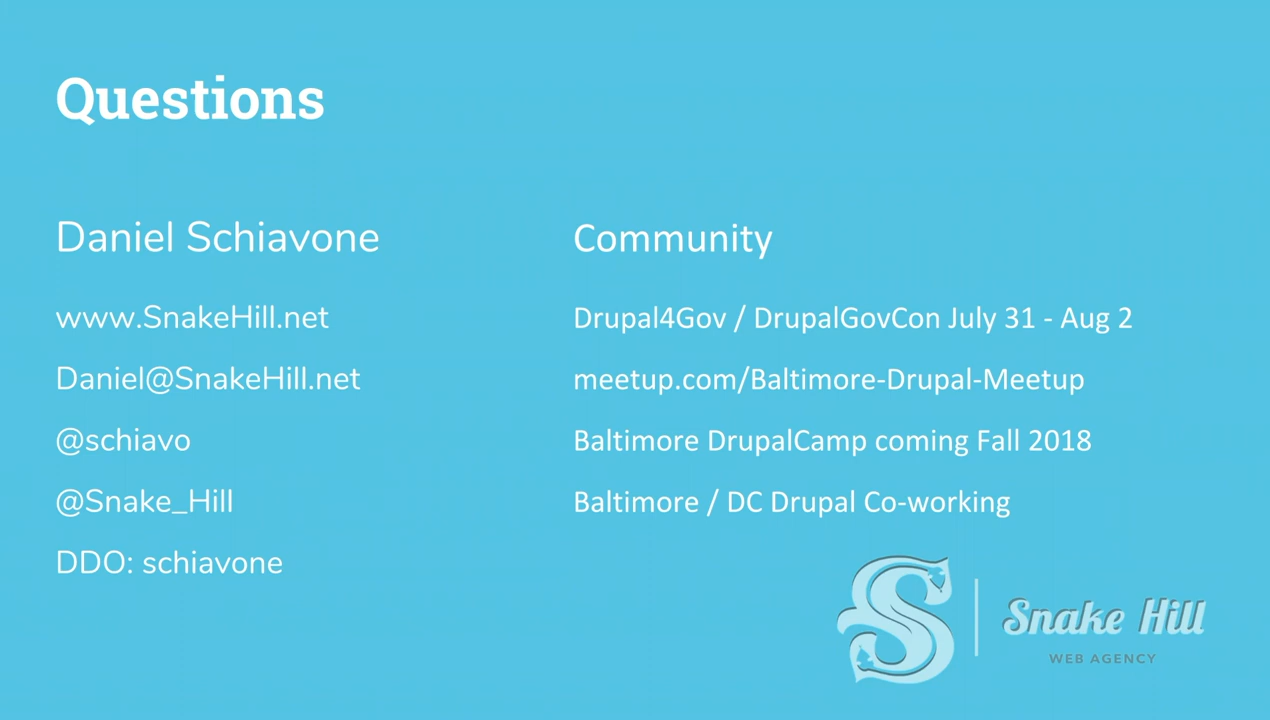 Questions
Daniel Schiavone
www.SnakeHill.net
Daniel@SnakeHill.net
@schiavo
@Snake_Hill
DDO: schiavone
Community
Drupal4Gov / DrupalGovCon July 31 - Aug 2
meetup.com/Baltimore-Drupal-Meetup
Baltimore DrupalCamp coming Fall 2018
Baltimore / DC Drupal Co-working
S
Snake Hill
WEB AGENCY